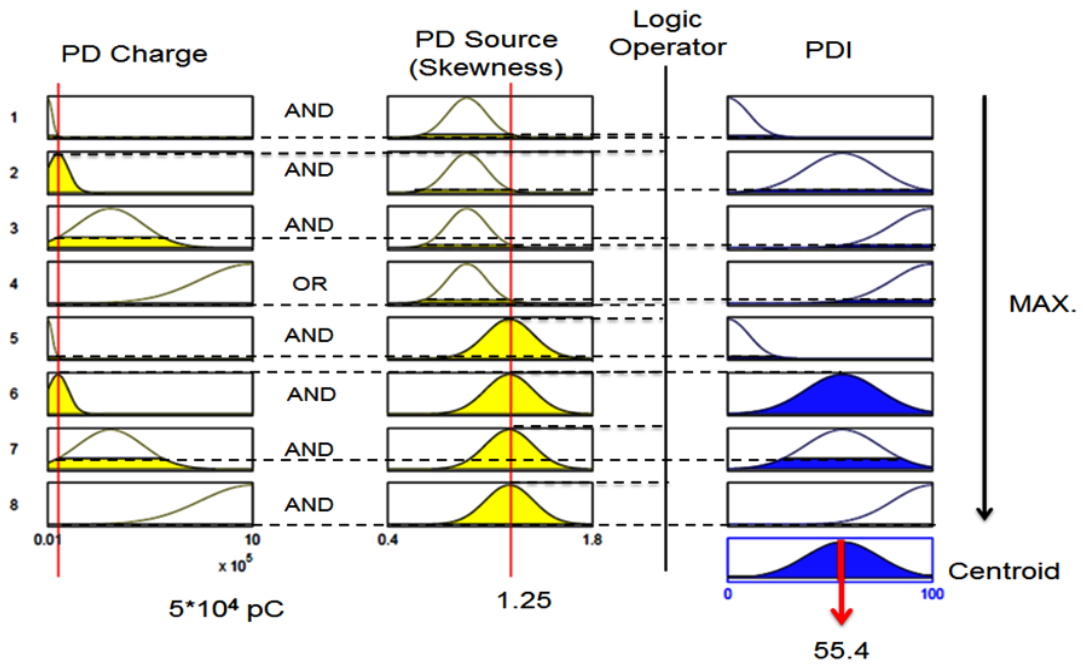 PD Charge
PD Source
(Skewness)
Logic
Operator
PDI
1
AND
2
AND
3
AND
4
OR
MAX.
5
AND
6
AND
7
AND
8
AND
0.01
10
x 10⁵
0.4
1.8
0
100
Centroid
5*10⁴ pC
1.25
55.4